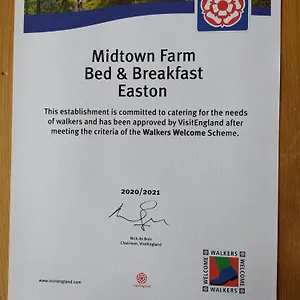 Midtown Farm
Bed & Breakfast
Easton
This establishment is committed to catering for the needs
of walkers and has been approved by VisitEngland after
meeting the criteria of the Walkers Welcome Scheme.
2020/2021
Nick de Bois
Chairman, VisitEngland
www.visitengland.com
VisitEngland
WALKERS
WELCOME
WELCOME
WALKERS